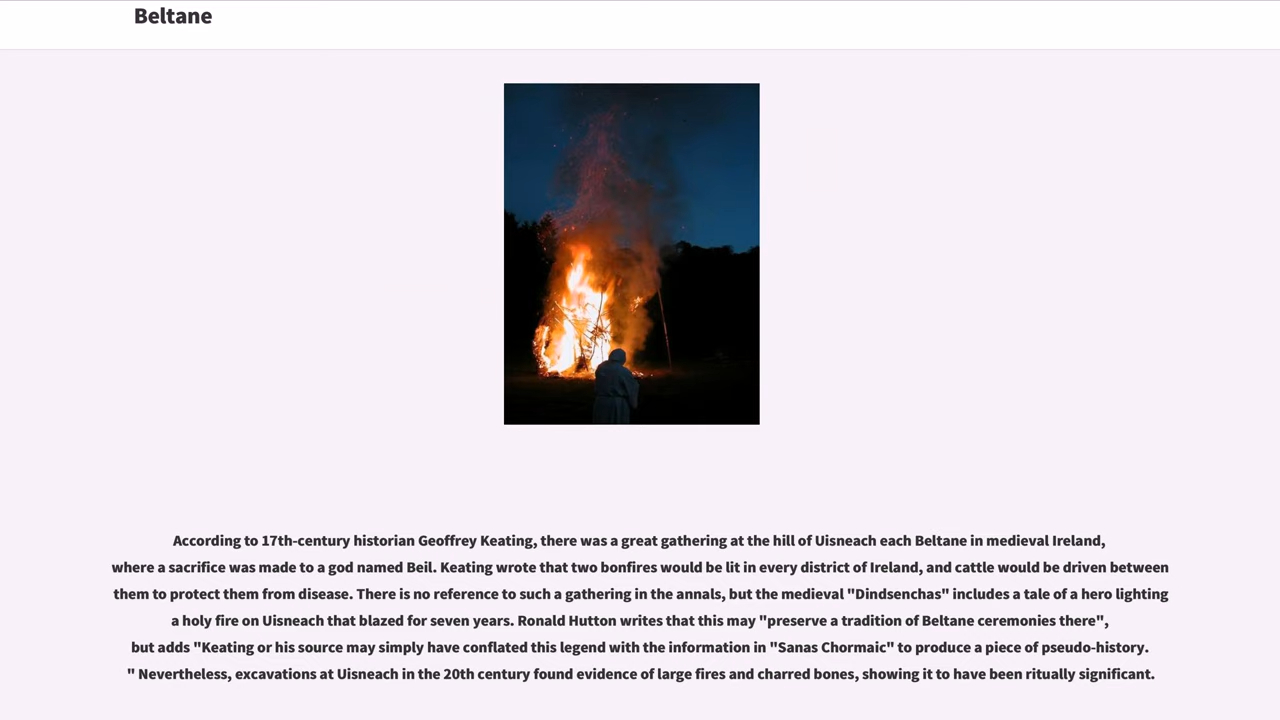 Beltane
According to 17th-century historian Geoffrey Keating, there was a great gathering at the hill of Uisneach each Beltane in medieval Ireland,
where a sacrifice was made to a god named Beil. Keating wrote that two bonfires would be lit in every district of Ireland, and cattle would be driven between
them to protect them from disease. There is no reference to such a gathering in the annals, but the medieval "Dindsenchas" includes a tale of a hero lighting
a holy fire on Uisneach that blazed for seven years. Ronald Hutton writes that this may "preserve a tradition of Beltane ceremonies there",
but adds "Keating or his source may simply have conflated this legend with the information in "Sanas Chormaic" to produce a piece of pseudo-history.
" Nevertheless, excavations at Uisneach in the 20th century found evidence of large fires and charred bones, showing it to have been ritually significant.